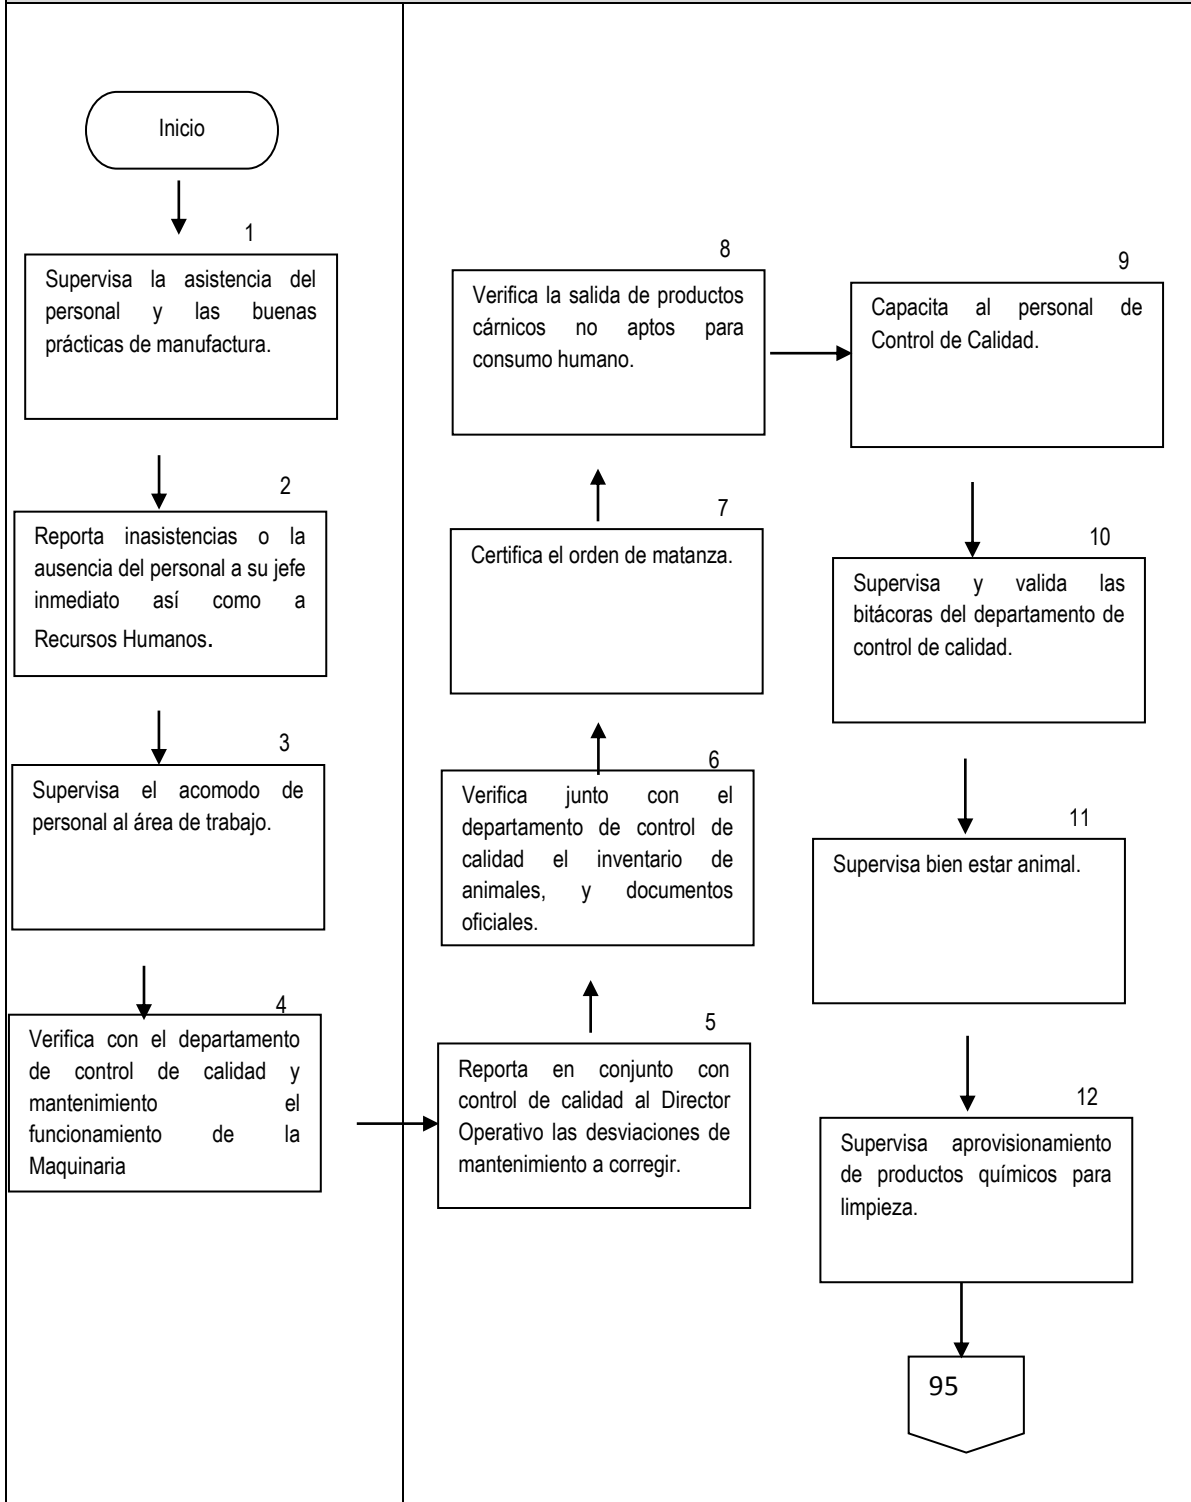 Inicio
1
Supervisa la asistencia del
personal y las buenas
prácticas de manufactura.
2
Reporta inasistencias o la
ausencia del personal a su jefe
inmediato así como a
Recursos Humanos.
3
Supervisa el acomodo de
personal al área de trabajo.
4
Verifica con el departamento
de control de calidad y
mantenimiento el
funcionamiento de la
Maquinaria
5
Reporta en conjunto con
control de calidad al Director
Operativo las desviaciones de
mantenimiento a corregir.
6
Verifica junto con el
departamento de control de
calidad el inventario de
animales, y documentos
oficiales.
7
Certifica el orden de matanza.
8
Verifica la salida de productos
cárnicos no aptos para
consumo humano.
9
Capacita al personal de
Control de Calidad.
10
Supervisa y valida las
bitácoras del departamento de
control de calidad.
11
Supervisa bien estar animal.
12
Supervisa aprovisionamiento
de productos químicos para
limpieza.
95